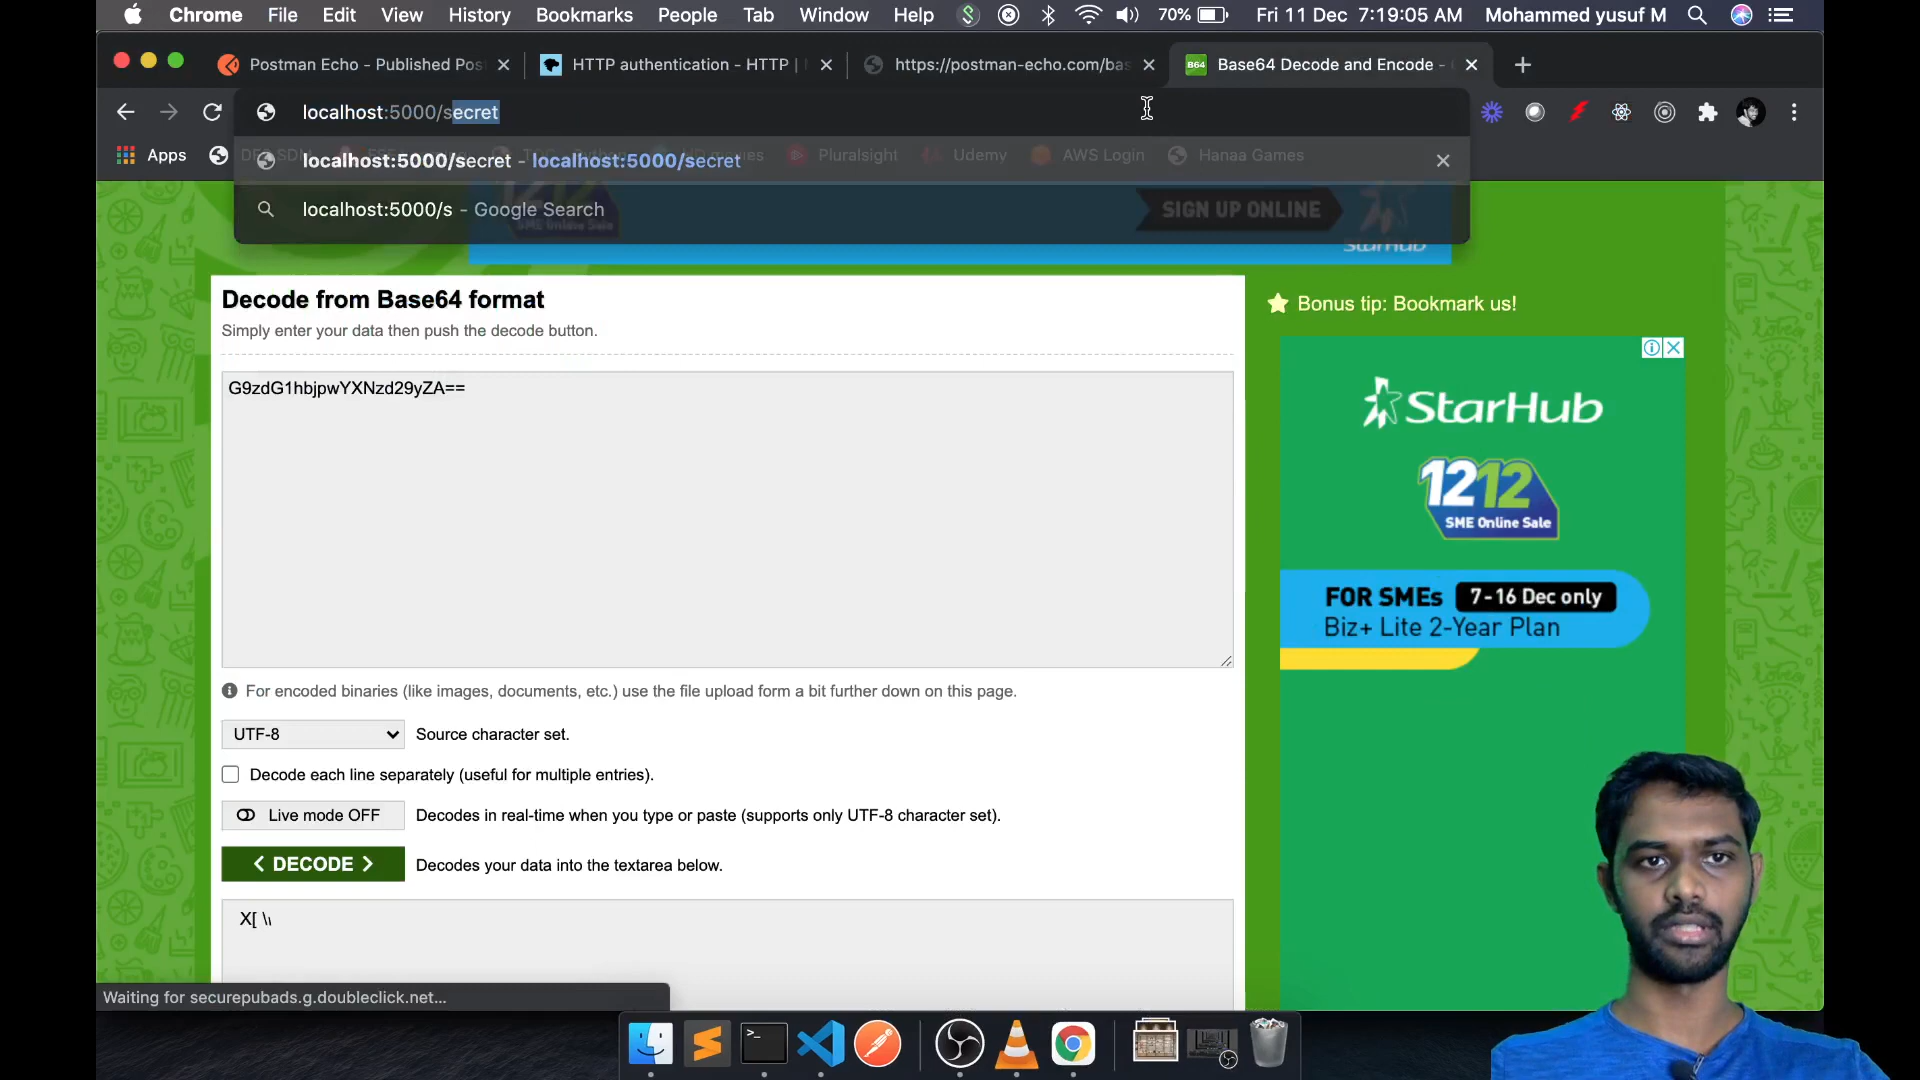 Chrome File Edit View History Bookmarks People Tab Window Help 70% Fri 11 Dec 7:19:05 AM Mohammed yusuf M
Postman Echo - Published Pos
HTTP authentication - HTTP |
https://postman-echo.com/bas
B64 Base64 Decode and Encode -
localhost:5000/secret
localhost:5000/secret - localhost:5000/secret
localhost:5000/s - Google Search
Apps Pluralsight Udemy AWS Login Hanaa Games
SIGN UP ONLINE
SME Online Sale
StarHub
Decode from Base64 format
Simply enter your data then push the decode button.
G9zdG1hbjpwYXNzd29yZA==
For encoded binaries (like images, documents, etc.) use the file upload form a bit further down on this page.
UTF-8 Source character set.
Decode each line separately (useful for multiple entries).
Live mode OFF Decodes in real-time when you type or paste (supports only UTF-8 character set).
< DECODE > Decodes your data into the textarea below.
Bonus tip: Bookmark us!
StarHub
1212
SME Online Sale
FOR SMEs 7-16 Dec only
Biz+ Lite 2-Year Plan
Waiting for securepubads.g.doubleclick.net...